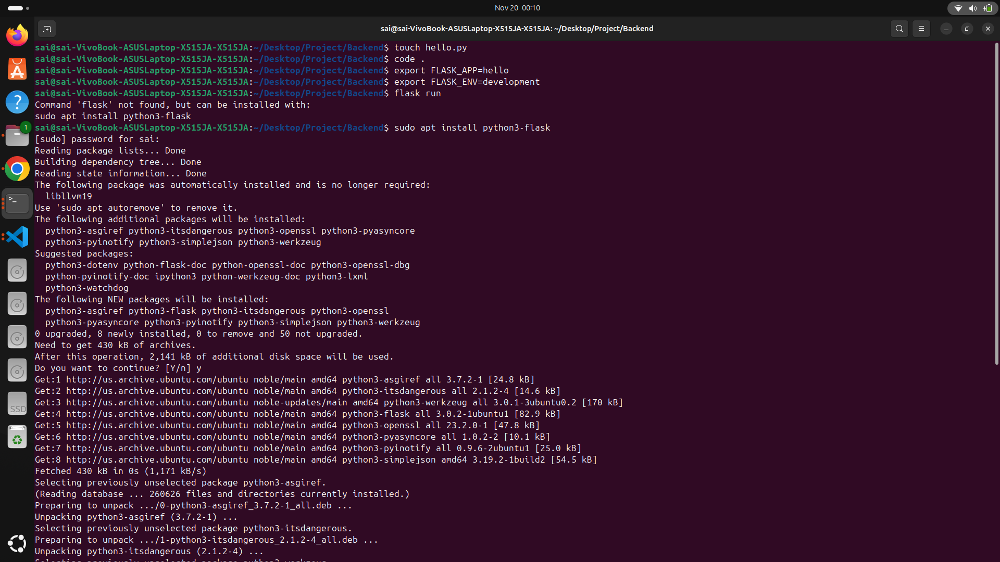 Nov 20 00:10
sai@sai-VivoBook-ASUSLaptop-X515JA-X515JA: ~/Desktop/Project/Backend
sai@sai-VivoBook-ASUSLaptop-X515JA-X515JA:~/Desktop/Project/Backend$ touch hello.py
sai@sai-VivoBook-ASUSLaptop-X515JA-X515JA:~/Desktop/Project/Backend$ code .
sai@sai-VivoBook-ASUSLaptop-X515JA-X515JA:~/Desktop/Project/Backend$ export FLASK_APP=hello
sai@sai-VivoBook-ASUSLaptop-X515JA-X515JA:~/Desktop/Project/Backend$ export FLASK_ENV=development
sai@sai-VivoBook-ASUSLaptop-X515JA-X515JA:~/Desktop/Project/Backend$ flask run
Command 'flask' not found, but can be installed with:
sudo apt install python3-flask
sai@sai-VivoBook-ASUSLaptop-X515JA-X515JA:~/Desktop/Project/Backend$ sudo apt install python3-flask
[sudo] password for sai:
Reading package lists... Done
Building dependency tree... Done
Reading state information... Done
The following package was automatically installed and is no longer required:
  libllvm19
Use 'sudo apt autoremove' to remove it.
The following additional packages will be installed:
  python3-asgiref python3-itsdangerous python3-openssl python3-pyasyncore
  python3-pyinotify python3-simplejson python3-werkzeug
Suggested packages:
  python3-dotenv python-flask-doc python-openssl-doc python3-openssl-dbg
  python-pyinotify-doc ipython3 python-werkzeug-doc python3-lxml
  python3-watchdog
The following NEW packages will be installed:
  python3-asgiref python3-flask python3-itsdangerous python3-openssl
  python3-pyasyncore python3-pyinotify python3-simplejson python3-werkzeug
0 upgraded, 8 newly installed, 0 to remove and 50 not upgraded.
Need to get 430 kB of archives.
After this operation, 2,141 kB of additional disk space will be used.
Do you want to continue? [Y/n] y
Get:1 http://us.archive.ubuntu.com/ubuntu noble/main amd64 python3-asgiref all 3.7.2-1 [24.8 kB]
Get:2 http://us.archive.ubuntu.com/ubuntu noble/main amd64 python3-itsdangerous all 2.1.2-4 [14.6 kB]
Get:3 http://us.archive.ubuntu.com/ubuntu noble-updates/main amd64 python3-werkzeug all 3.0.1-3ubuntu0.2 [170 kB]
Get:4 http://us.archive.ubuntu.com/ubuntu noble/main amd64 python3-flask all 3.0.2-1ubuntu1 [82.9 kB]
Get:5 http://us.archive.ubuntu.com/ubuntu noble/main amd64 python3-openssl all 23.2.0-1 [47.8 kB]
Get:6 http://us.archive.ubuntu.com/ubuntu noble/main amd64 python3-pyasyncore all 1.0.2-2 [10.1 kB]
Get:7 http://us.archive.ubuntu.com/ubuntu noble/main amd64 python3-pyinotify all 0.9.6-2ubuntu1 [25.0 kB]
Get:8 http://us.archive.ubuntu.com/ubuntu noble/main amd64 python3-simplejson amd64 3.19.2-1build2 [54.5 kB]
Fetched 430 kB in 0s (1,171 kB/s)
Selecting previously unselected package python3-asgiref.
(Reading database ... 260626 files and directories currently installed.)
Preparing to unpack .../0-python3-asgiref_3.7.2-1_all.deb ...
Unpacking python3-asgiref (3.7.2-1) ...
Selecting previously unselected package python3-itsdangerous.
Preparing to unpack .../1-python3-itsdangerous_2.1.2-4_all.deb ...
Unpacking python3-itsdangerous (2.1.2-4) ...
1
SSD